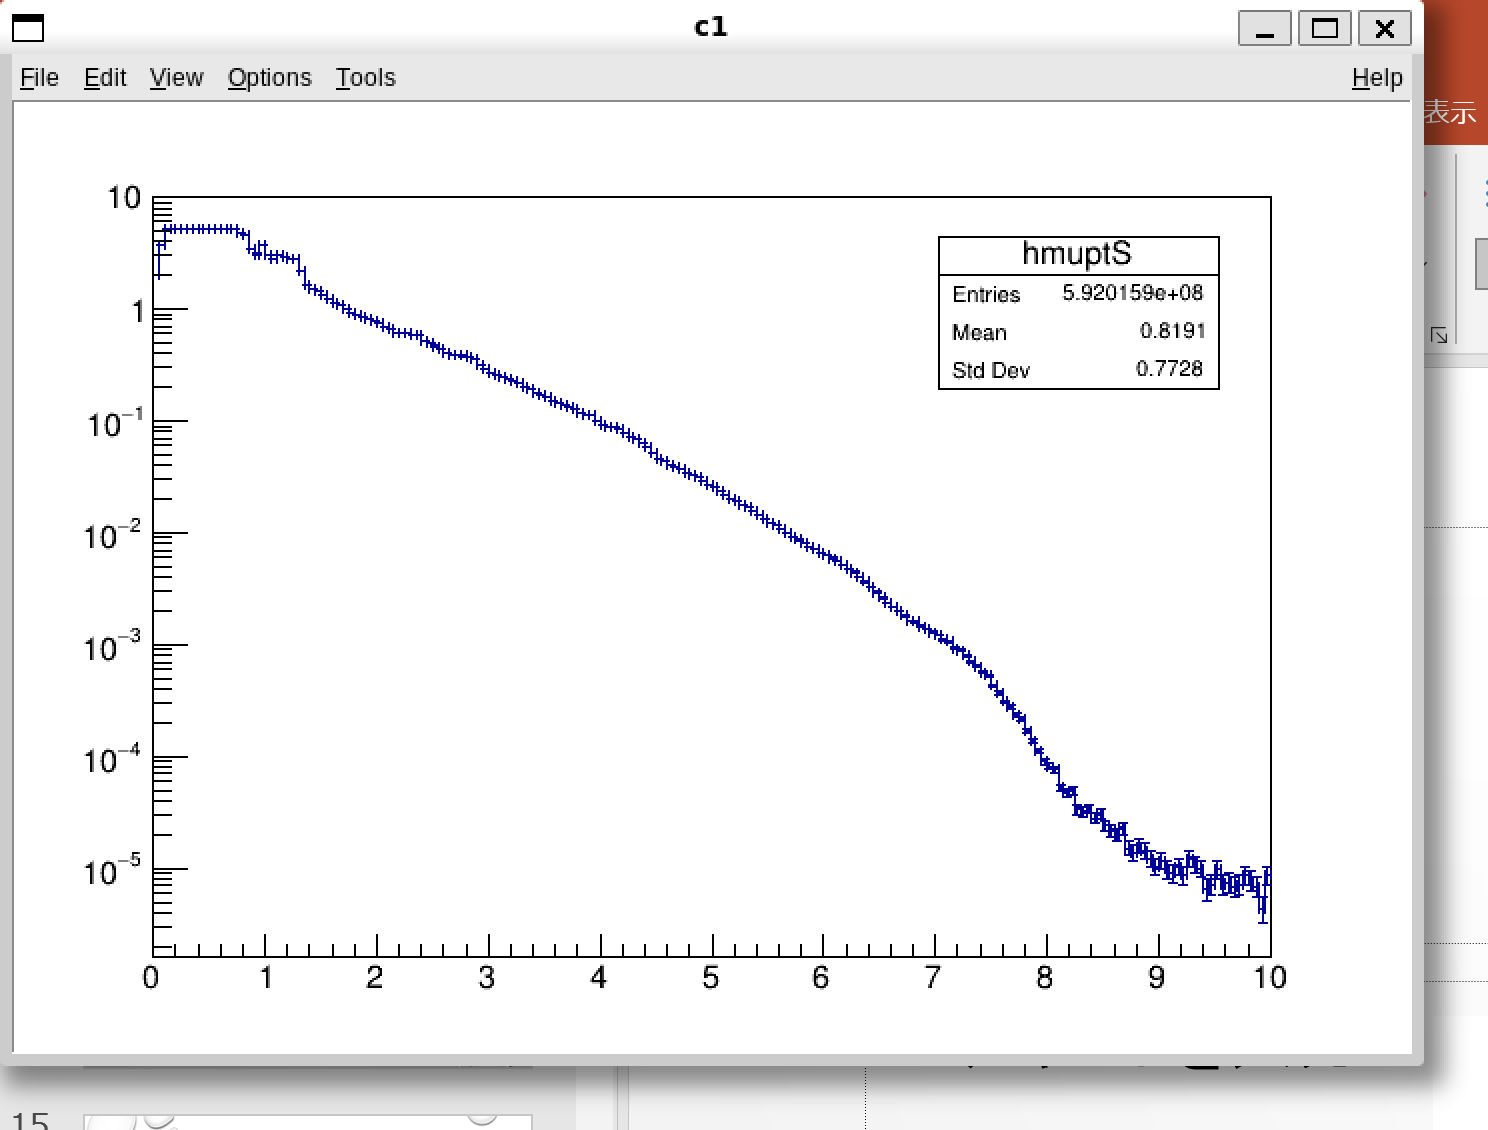 c1
File Edit View Options Tools Help
表示
hmuptS
Entries 5.920159e+08
Mean 0.8191
Std Dev 0.7728
10
1
10⁻¹
10⁻²
10⁻³
10⁻⁴
10⁻⁵
0 1 2 3 4 5 6 7 8 9 10
15